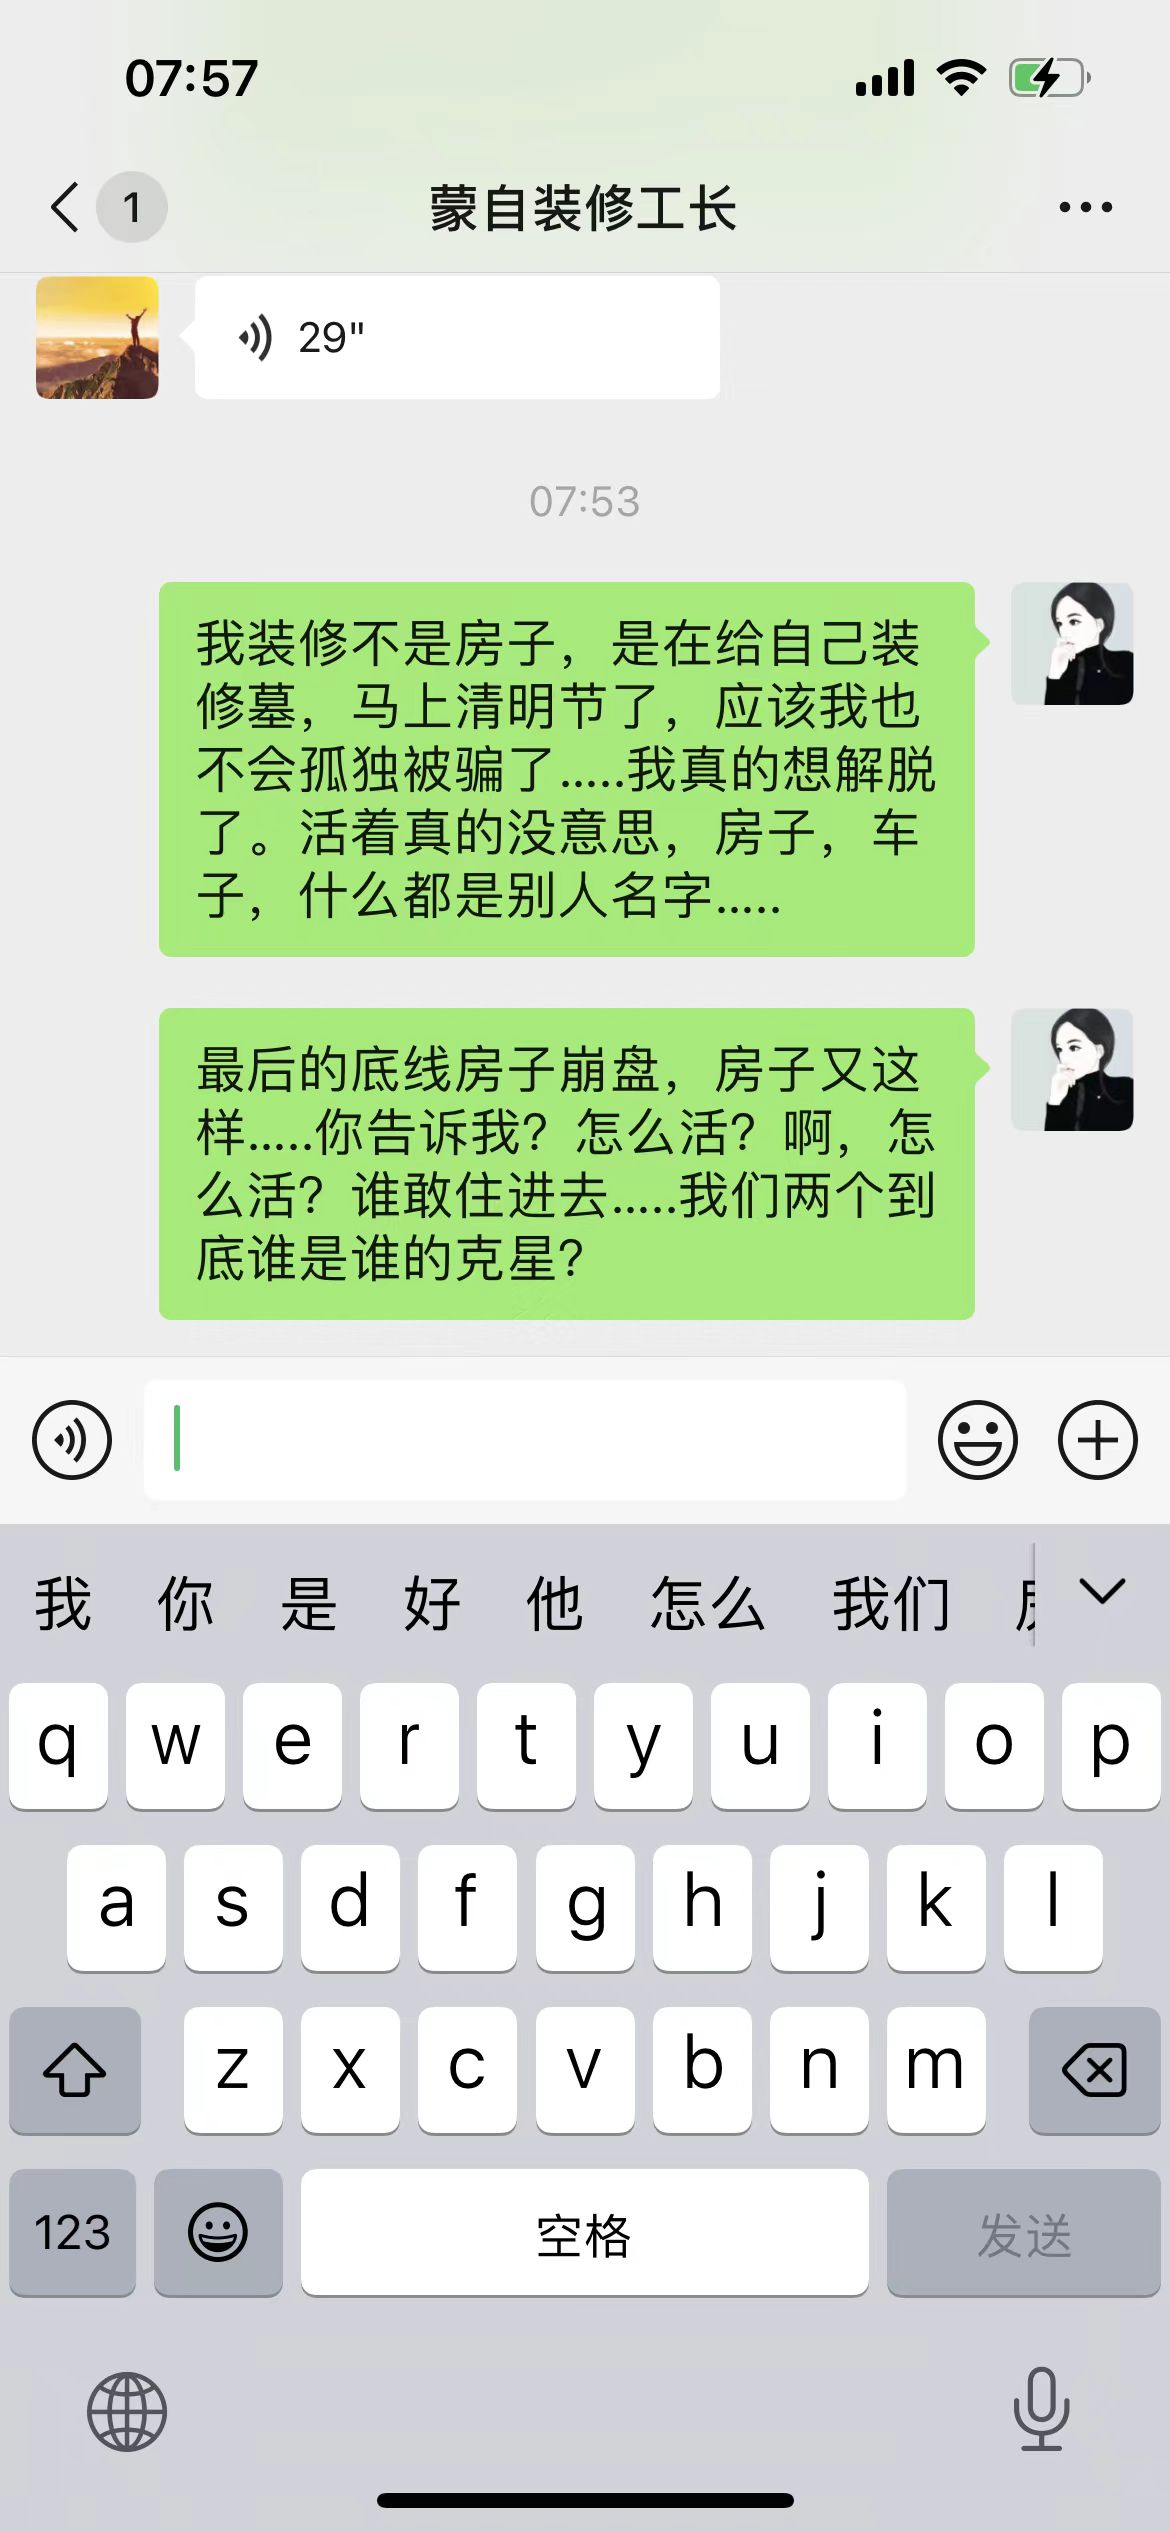 07:57
1
蒙自装修工长
29"
07:53
我装修不是房子，是在给自己装
修墓，马上清明节了，应该我也
不会孤独被骗了.....我真的想解脱
了。活着真的没意思，房子，车
子，什么都是别人名字.....
最后的底线房子崩盘，房子又这
样.....你告诉我？怎么活？啊，怎
么活？谁敢住进去.....我们两个到
底谁是谁的克星？
我 你 是 好 他 怎么 我们
q w e r t y u i o p
a s d f g h j k l
z x c v b n m
123 空格 发送